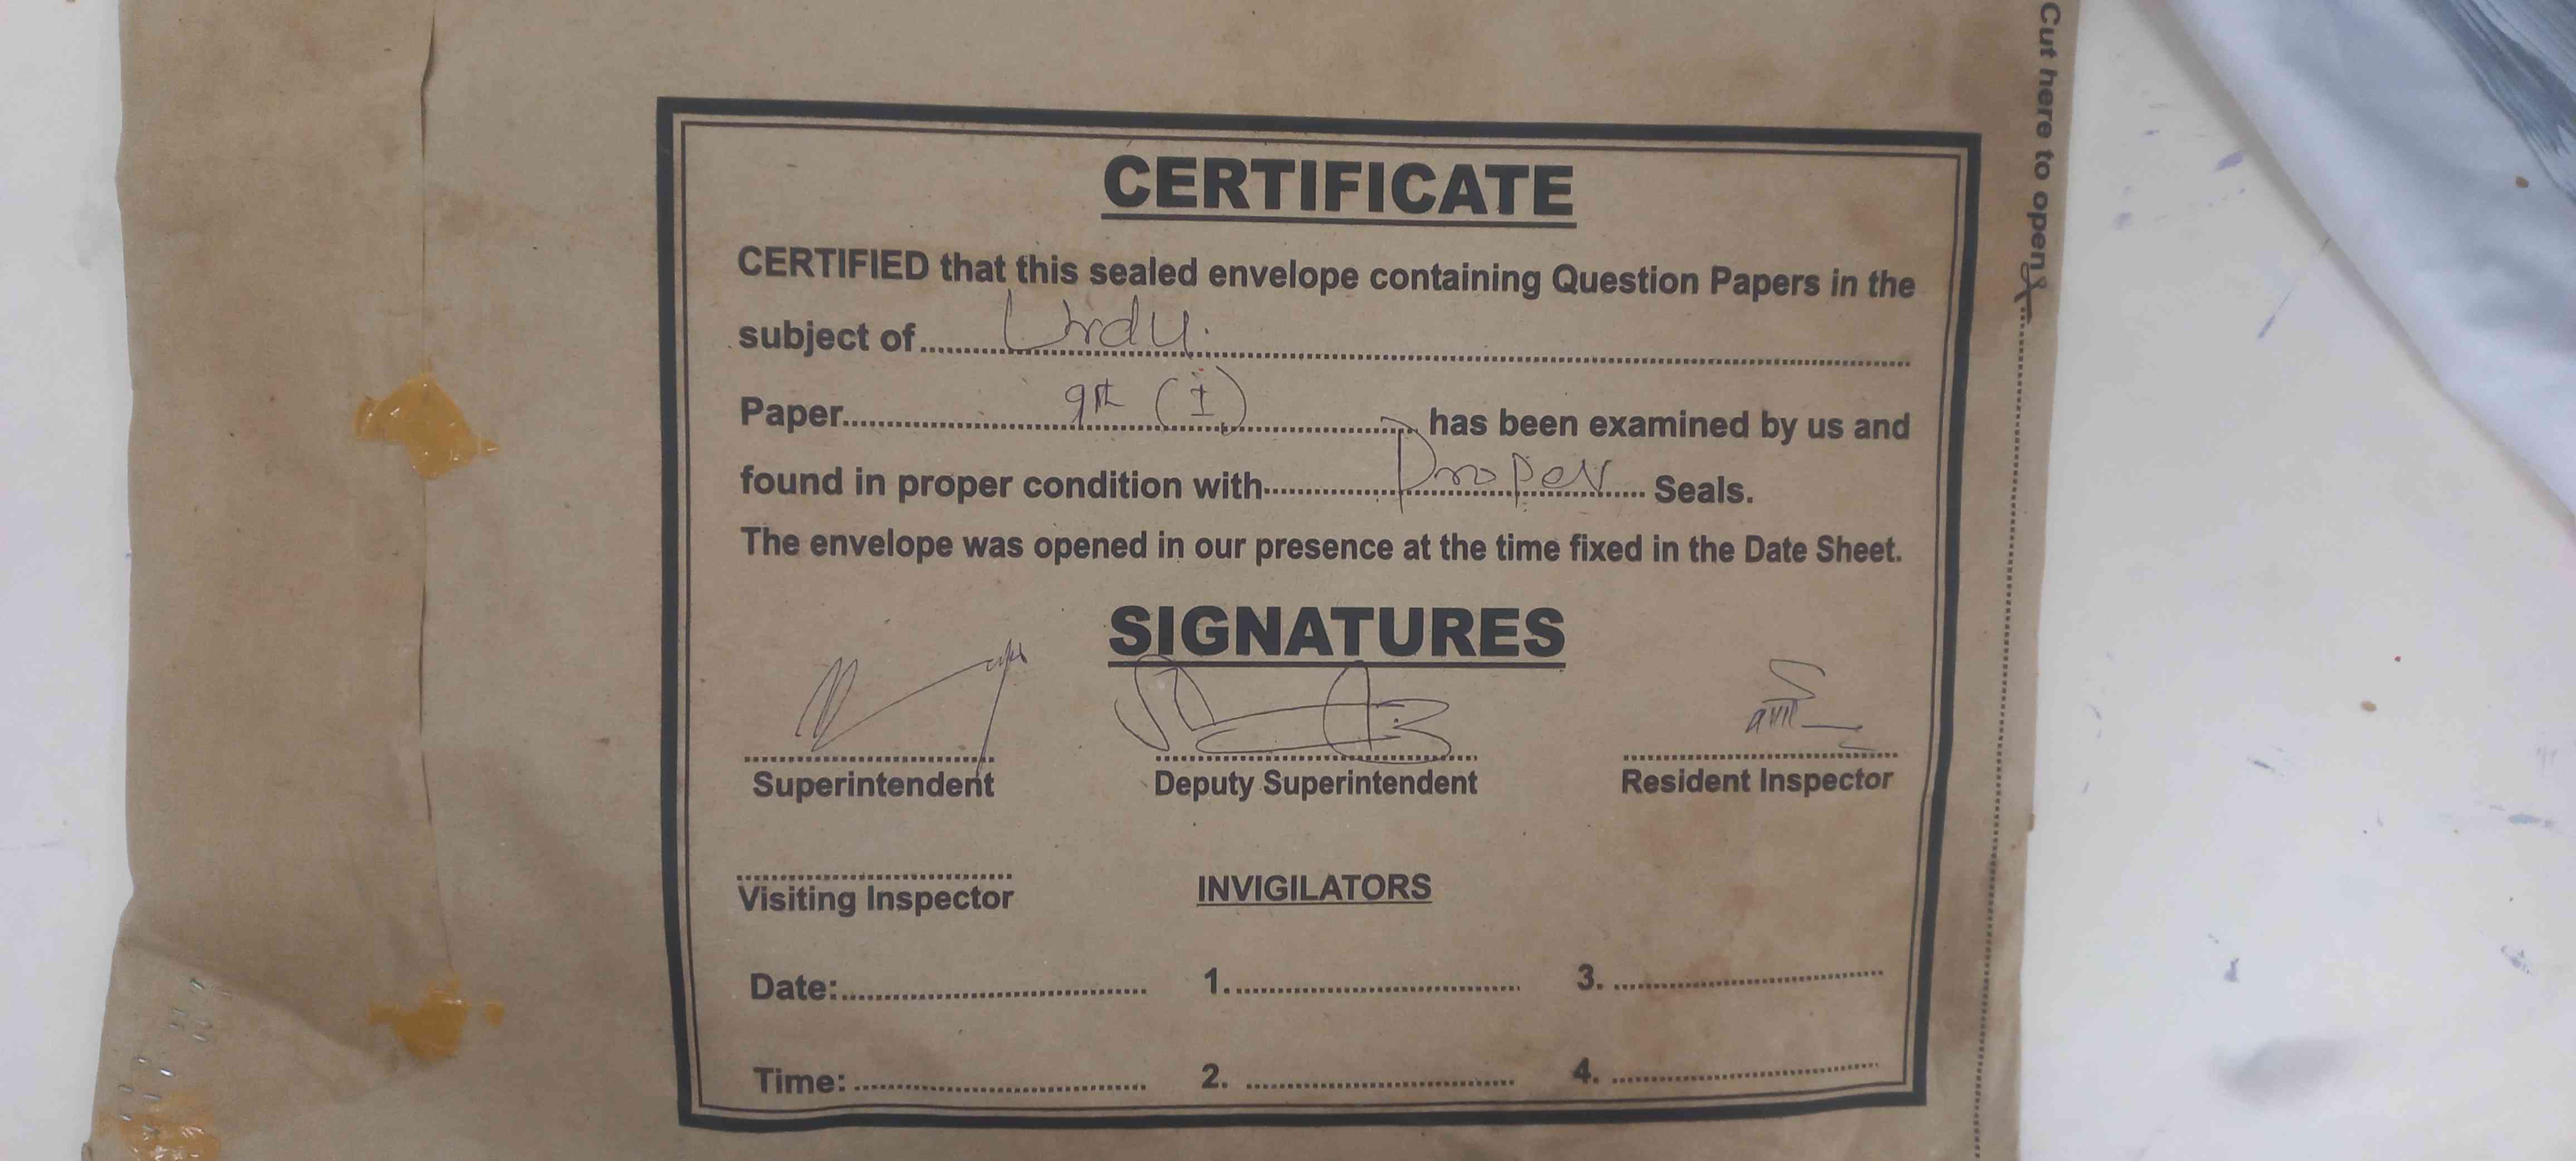 CERTIFICATE
CERTIFIED that this sealed envelope containing Question Papers in the
subject of Urdu.
Paper 9th (I) has been examined by us and
found in proper condition with Proper Seals.
The envelope was opened in our presence at the time fixed in the Date Sheet.
SIGNATURES
Superintendent Deputy Superintendent Resident Inspector
Visiting Inspector INVIGILATORS
Date: 1. 3.
Time: 2. 4.
Cut here to open